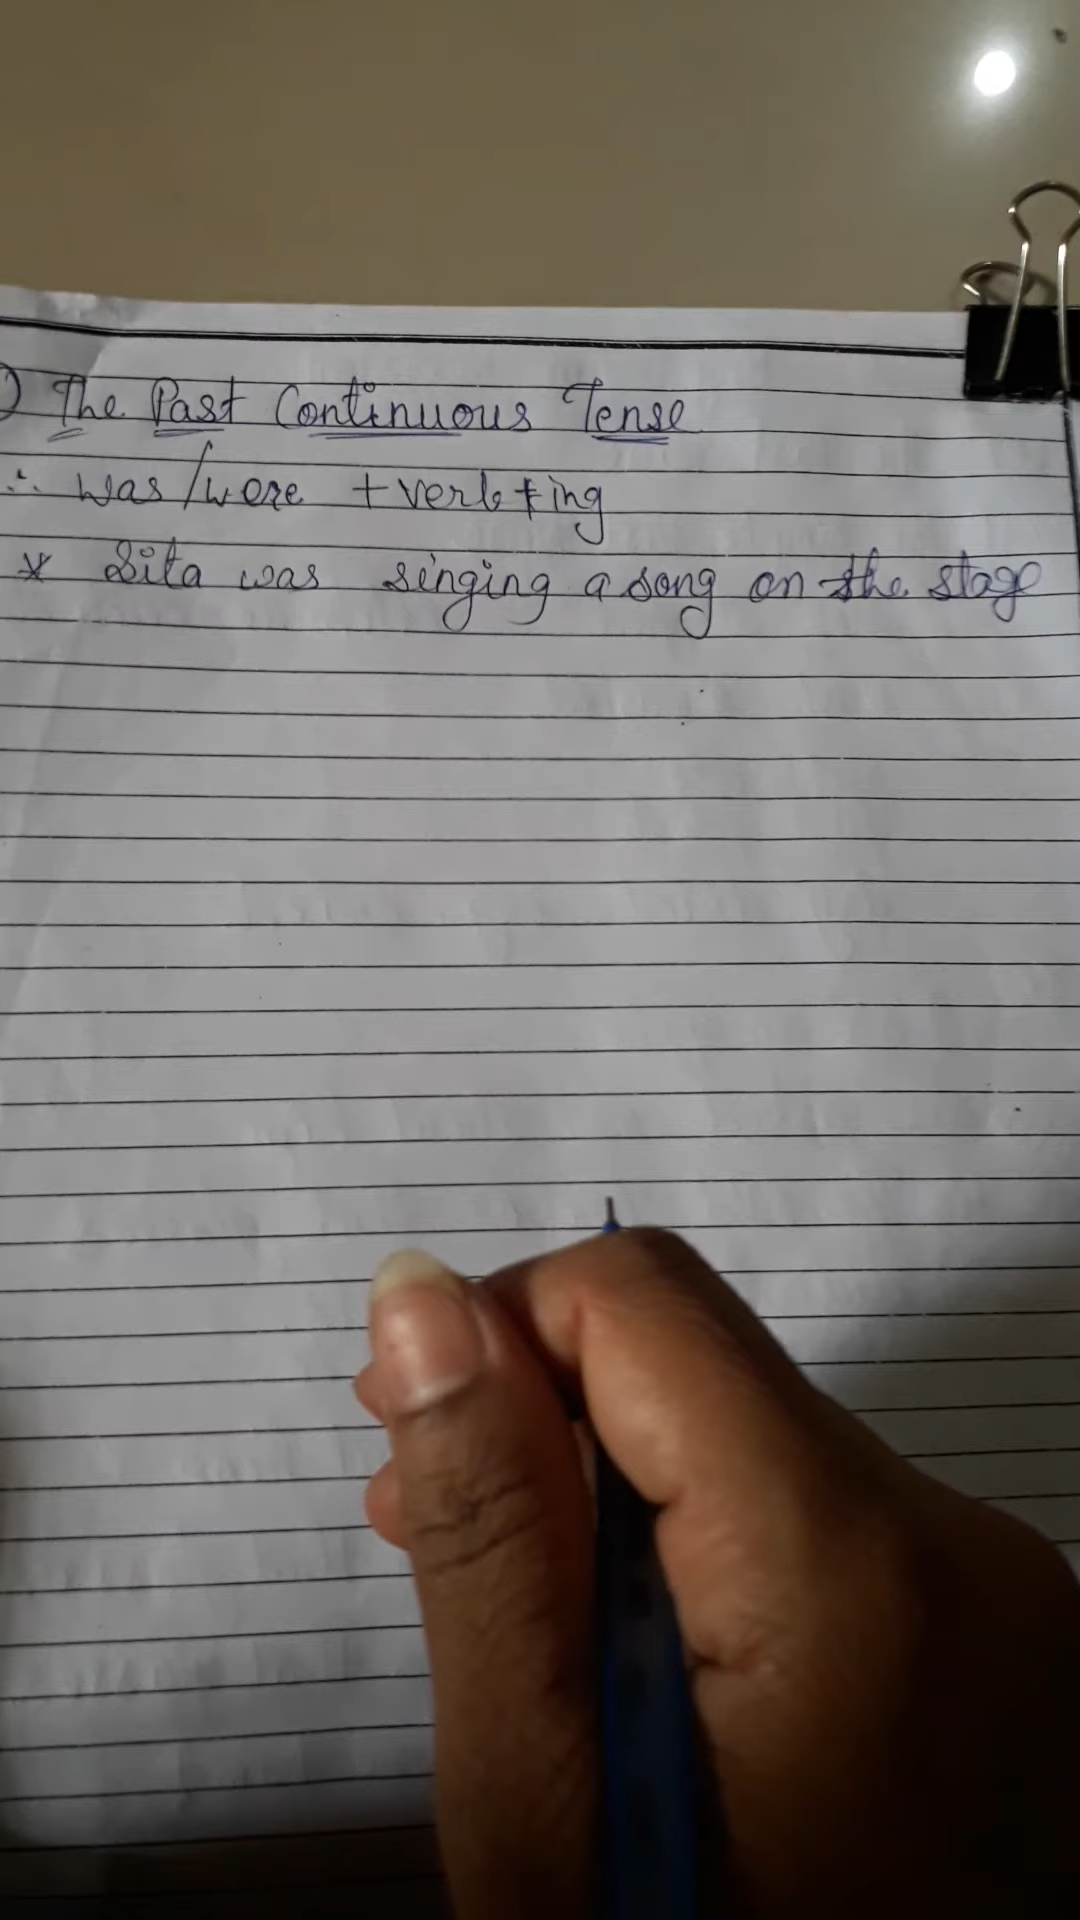 ) The Past Continuous Tense
∴ was/were + verb + ing
* Sita was singing a song on the stage